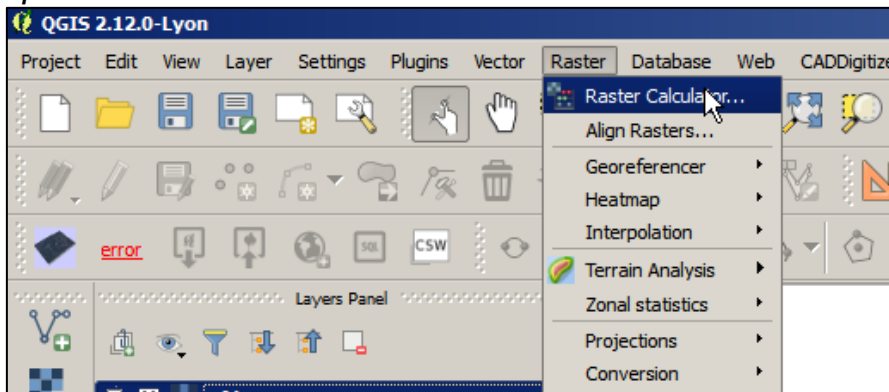 QGIS 2.12.0-Lyon
Project Edit View Layer Settings Plugins Vector Raster Database Web CADDigitize
Raster Calculator...
Align Rasters...
Georeferencer
Heatmap
Interpolation
error SQL CSW
Terrain Analysis
Layers Panel
Zonal statistics
Projections
Conversion